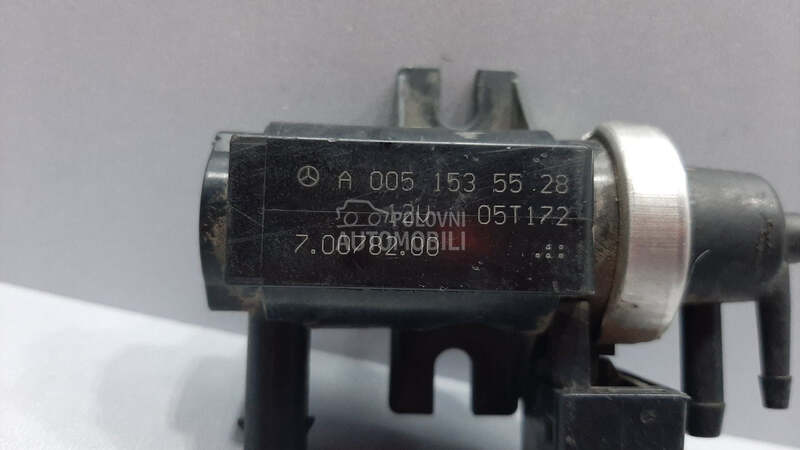 A 005 153 55 28
12V 05T172
POLOVNI
AUTOMOBILI
7.00782.00